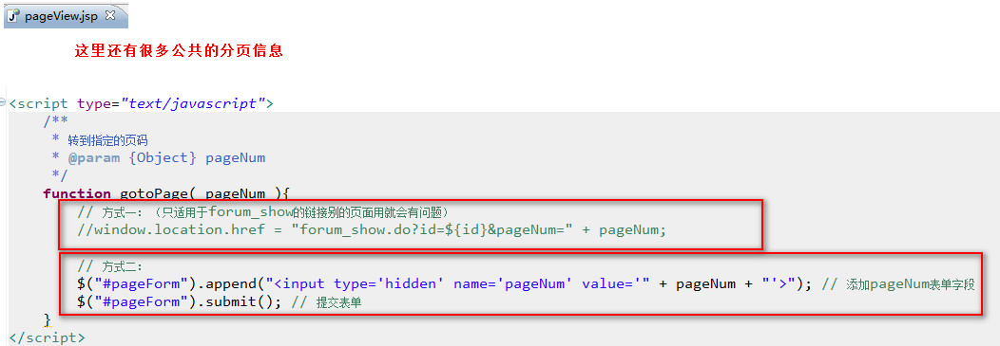 pageView.jsp
这里还有很多公共的分页信息
<script type="text/javascript">
/**
* 转到指定的页码
* @param {Object} pageNum
*/
function gotoPage( pageNum ){
// 方式一：（只适用于forum_show的链接别的页面用就会有问题）
//window.location.href = "forum_show.do?id=${id}&pageNum=" + pageNum;
// 方式二：
$("#pageForm").append("<input type='hidden' name='pageNum' value='" + pageNum + "'>"); // 添加pageNum表单字段
$("#pageForm").submit(); // 提交表单
}
</script>